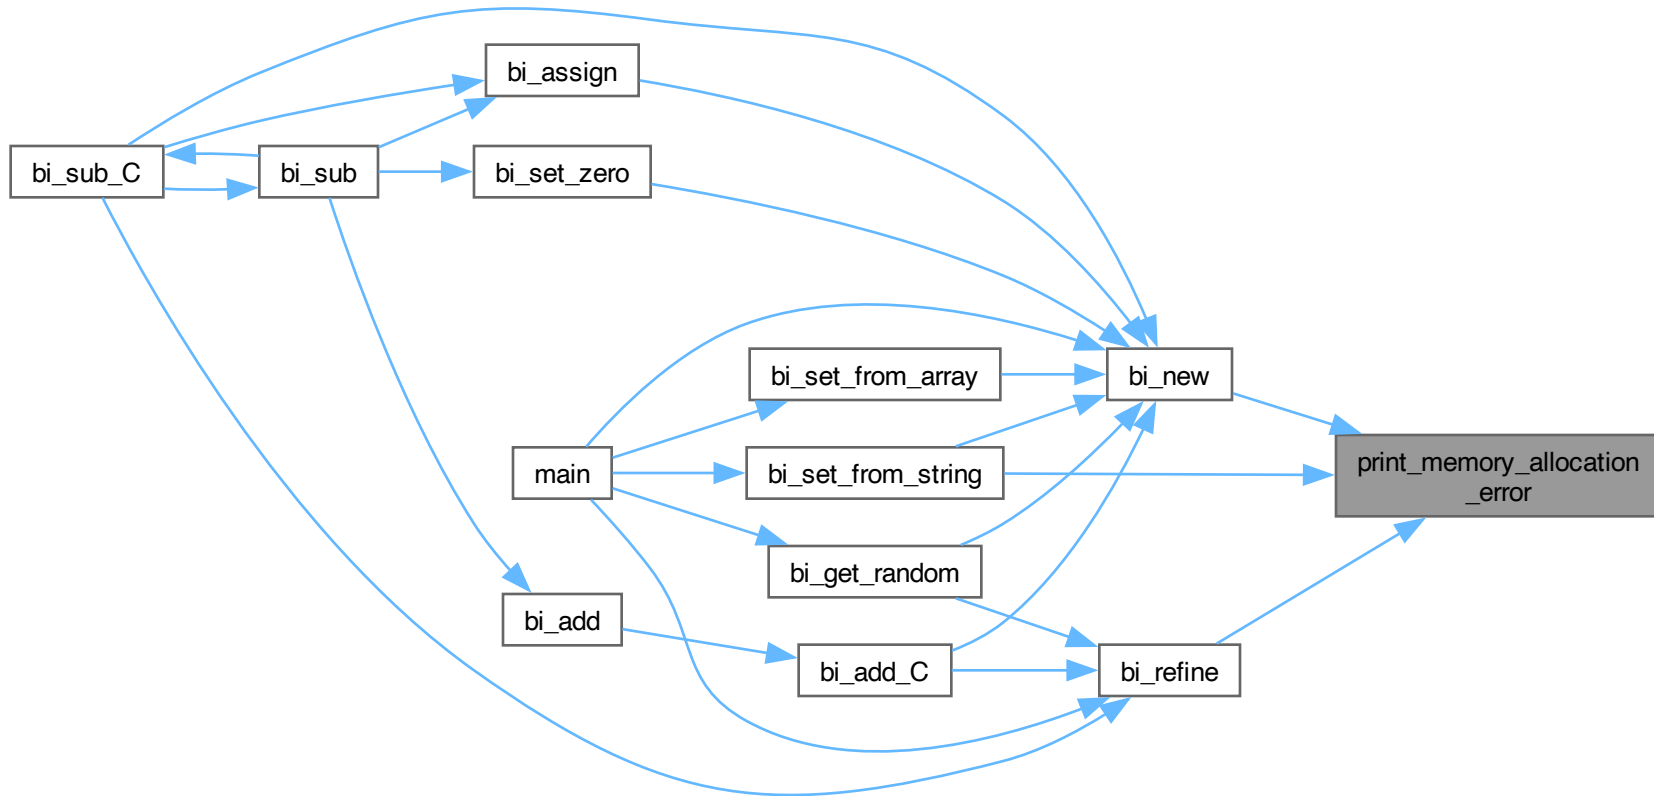 bi_assign
bi_sub_C
bi_sub
bi_set_zero
bi_set_from_array
bi_new
main
bi_set_from_string
print_memory_allocation
_error
bi_get_random
bi_add
bi_add_C
bi_refine